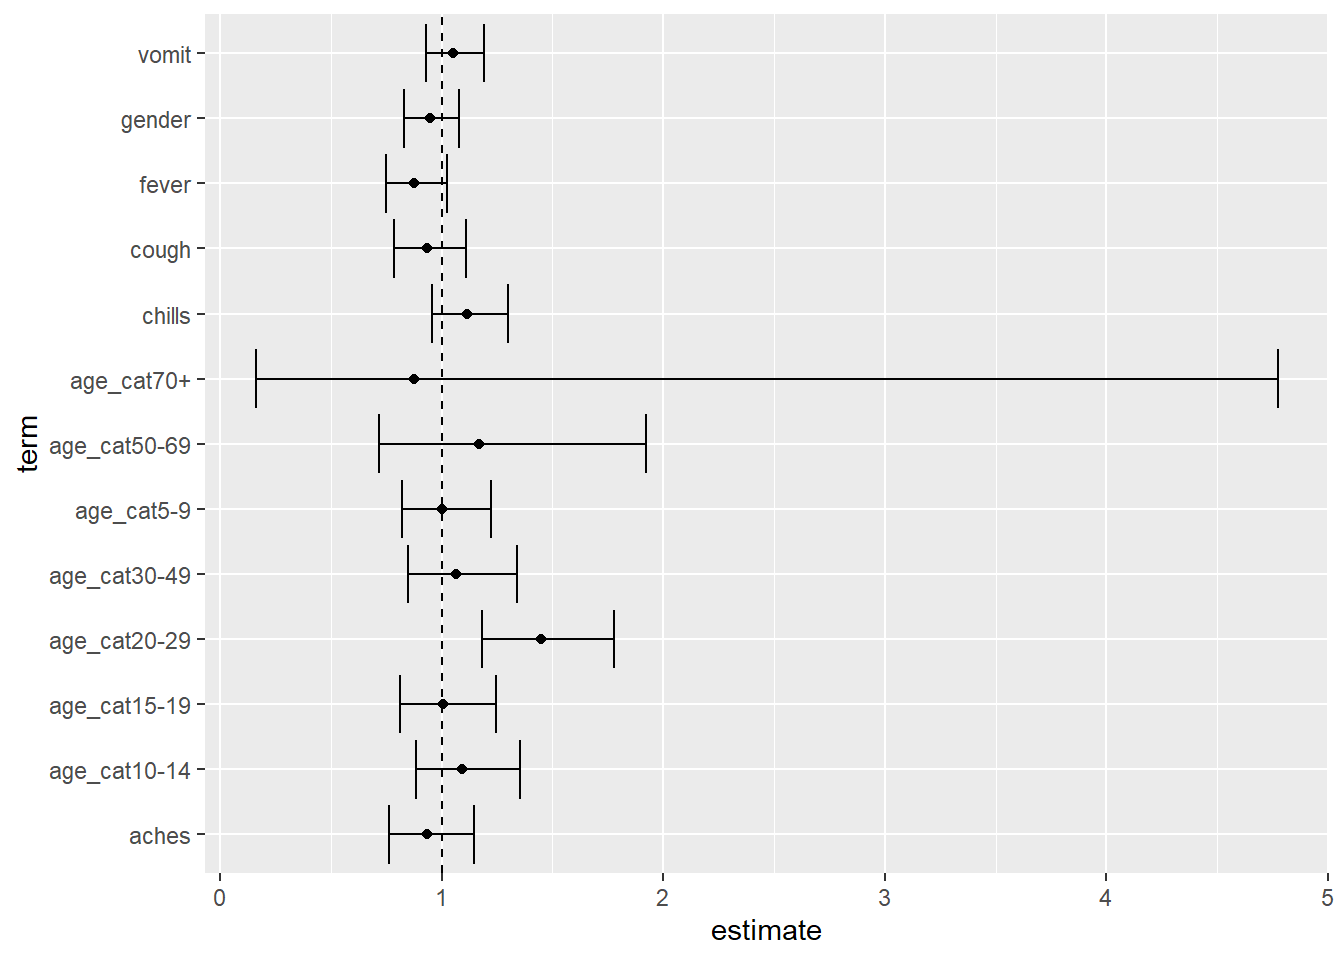 vomit
gender
fever
cough
chills
age_cat70+
age_cat50-69
age_cat5-9
age_cat30-49
age_cat20-29
age_cat15-19
age_cat10-14
aches
term
0 1 2 3 4 5
estimate